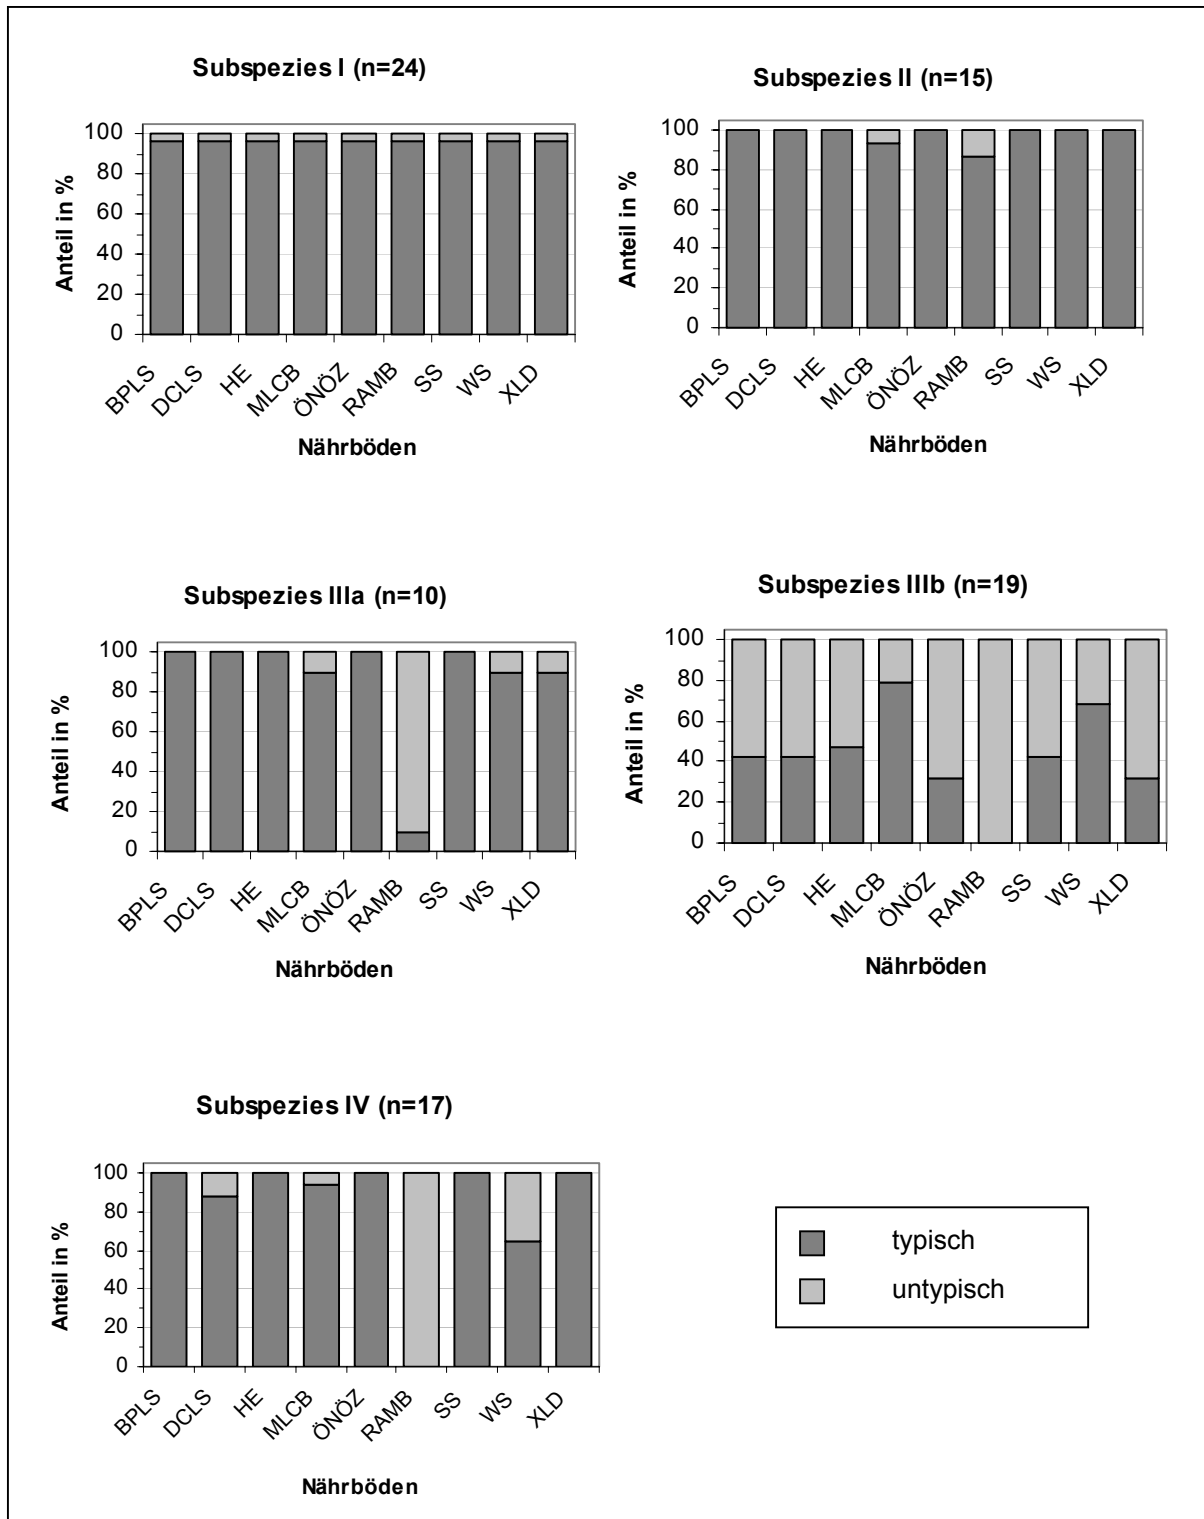 Subspezies I (n=24)
100
80
60
40
20
0
Anteil in %
BPLS
DCLS
HE
MLCB
ÖNÖZ
RAMB
SS
WS
XLD
Nährböden
Subspezies II (n=15)
100
80
60
40
20
0
Anteil in %
BPLS
DCLS
HE
MLCB
ÖNÖZ
RAMB
SS
WS
XLD
Nährböden
Subspezies IIIa (n=10)
100
80
60
40
20
0
Anteil in %
BPLS
DCLS
HE
MLCB
ÖNÖZ
RAMB
SS
WS
XLD
Nährböden
Subspezies IIIb (n=19)
100
80
60
40
20
0
Anteil in %
BPLS
DCLS
HE
MLCB
ÖNÖZ
RAMB
SS
WS
XLD
Nährböden
Subspezies IV (n=17)
100
80
60
40
20
0
Anteil in %
BPLS
DCLS
HE
MLCB
ÖNÖZ
RAMB
SS
WS
XLD
Nährböden
typisch
untypisch